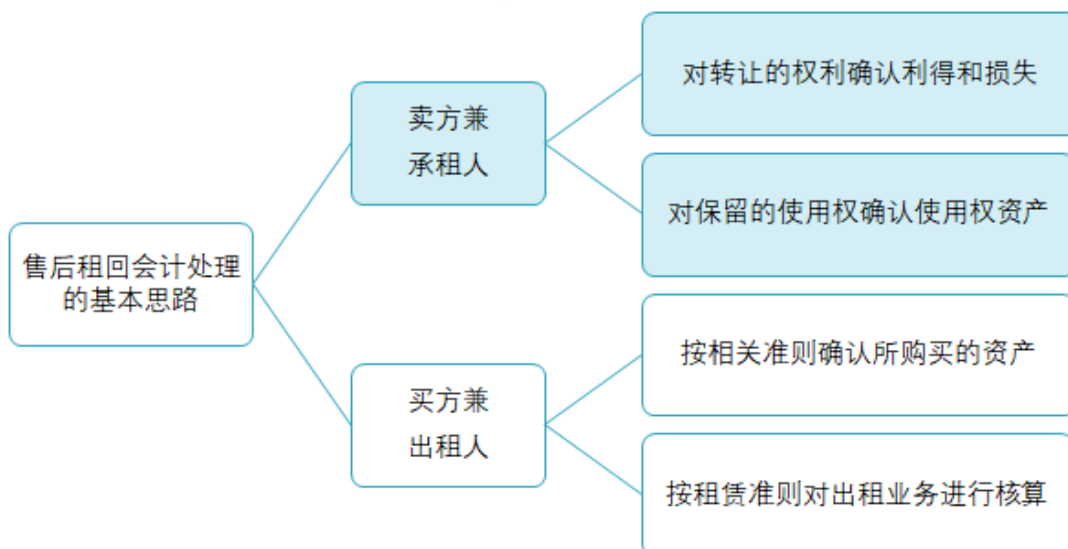 售后租回会计处理
的基本思路
卖方兼
承租人
对转让的权利确认利得和损失
对保留的使用权确认使用权资产
买方兼
出租人
按相关准则确认所购买的资产
按租赁准则对出租业务进行核算